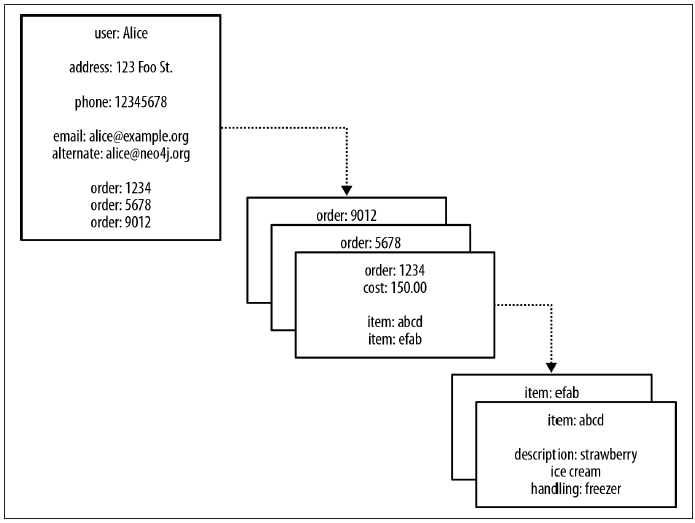 user: Alice
address: 123 Foo St.
phone: 12345678
email: alice@example.org
alternate: alice@neo4j.org
order: 1234
order: 5678
order: 9012
order: 9012
order: 5678
order: 1234
cost: 150.00
item: abcd
item: efab
item: efab
item: abcd
description: strawberry
ice cream
handling: freezer